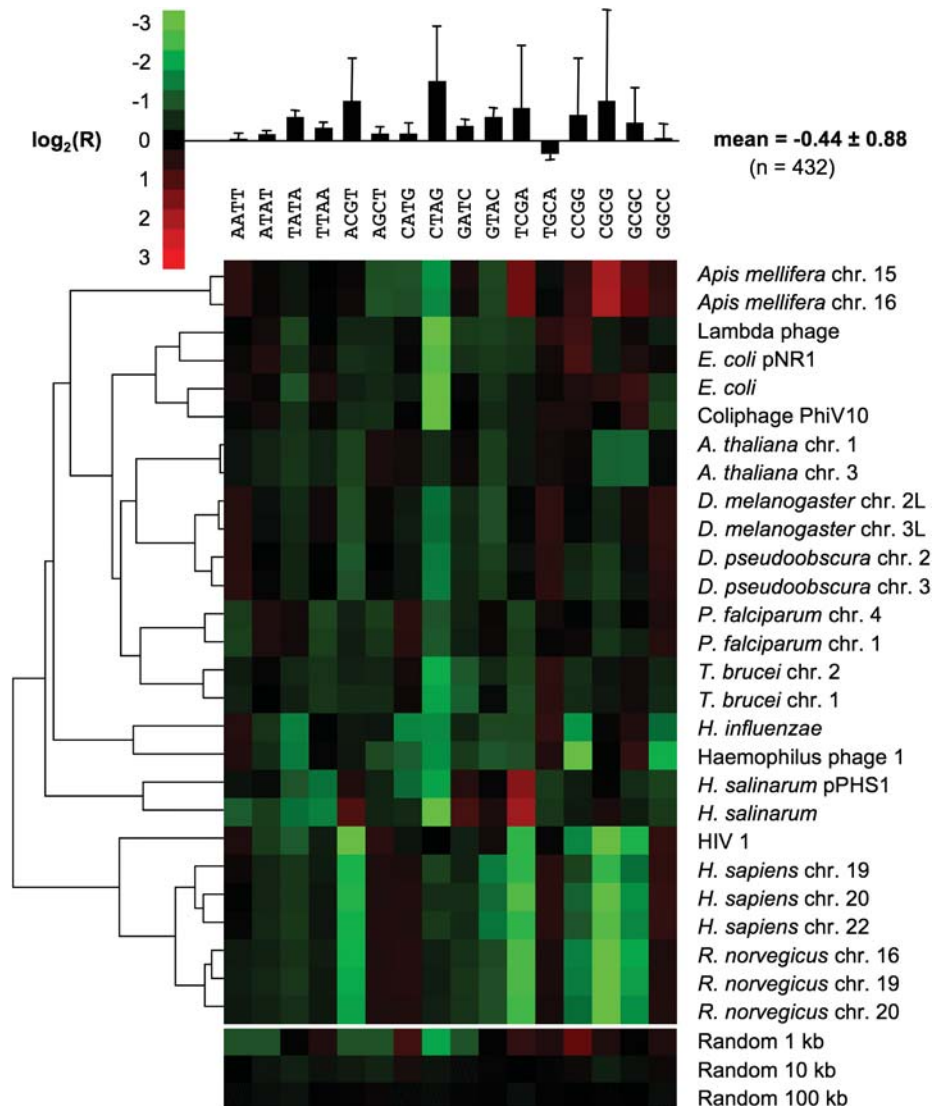 -3
-2
-1
0
1
2
3
log2(R)
mean = -0.44 ± 0.88
(n = 432)
AATT
ATAT
TATA
TTAA
ACGT
AGCT
CATG
CTAG
GATC
GTAC
TCGA
TGCA
CCGG
CGCG
GCGC
GGCC
Apis mellifera chr. 15
Apis mellifera chr. 16
Lambda phage
E. coli pNR1
E. coli
Coliphage PhiV10
A. thaliana chr. 1
A. thaliana chr. 3
D. melanogaster chr. 2L
D. melanogaster chr. 3L
D. pseudoobscura chr. 2
D. pseudoobscura chr. 3
P. falciparum chr. 4
P. falciparum chr. 1
T. brucei chr. 2
T. brucei chr. 1
H. influenzae
Haemophilus phage 1
H. salinarum pPHS1
H. salinarum
HIV 1
H. sapiens chr. 19
H. sapiens chr. 20
H. sapiens chr. 22
R. norvegicus chr. 16
R. norvegicus chr. 19
R. norvegicus chr. 20
Random 1 kb
Random 10 kb
Random 100 kb